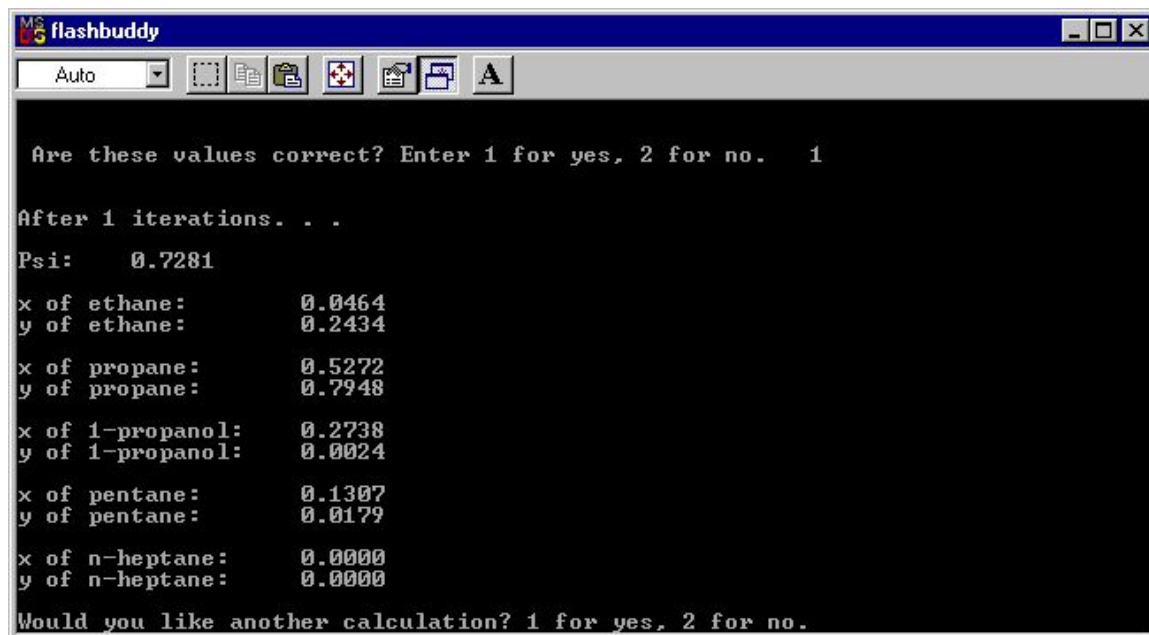 flashbuddy
Auto
A
Are these values correct? Enter 1 for yes, 2 for no. 1
After 1 iterations. . .
Psi: 0.7281
x of ethane: 0.0464
y of ethane: 0.2434
x of propane: 0.5272
y of propane: 0.7948
x of 1-propanol: 0.2738
y of 1-propanol: 0.0024
x of pentane: 0.1307
y of pentane: 0.0179
x of n-heptane: 0.0000
y of n-heptane: 0.0000
Would you like another calculation? 1 for yes, 2 for no.